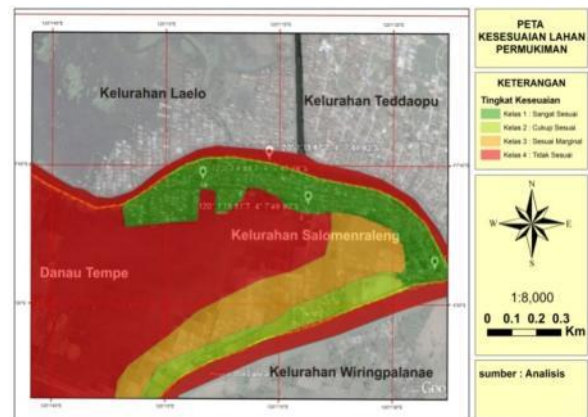 PETA
KESESUAIAN LAHAN
PERMUKIMAN
KETERANGAN
Tingkat Keseuaian
Kelas 1 : Sangat Sesuai
Kelas 2 : Cukup Sesuai
Kelas 3 : Sesuai Marginal
Kelas 4 : Tidak Sesuai
N
W E
S
1:8,000
0 0.1 0.2 0.3
Km
sumber : Analisis
Kelurahan Laelo
Kelurahan Teddaopu
Kelurahan Salomenraleng
Danau Tempe
Kelurahan Wiringpalanae
Goo